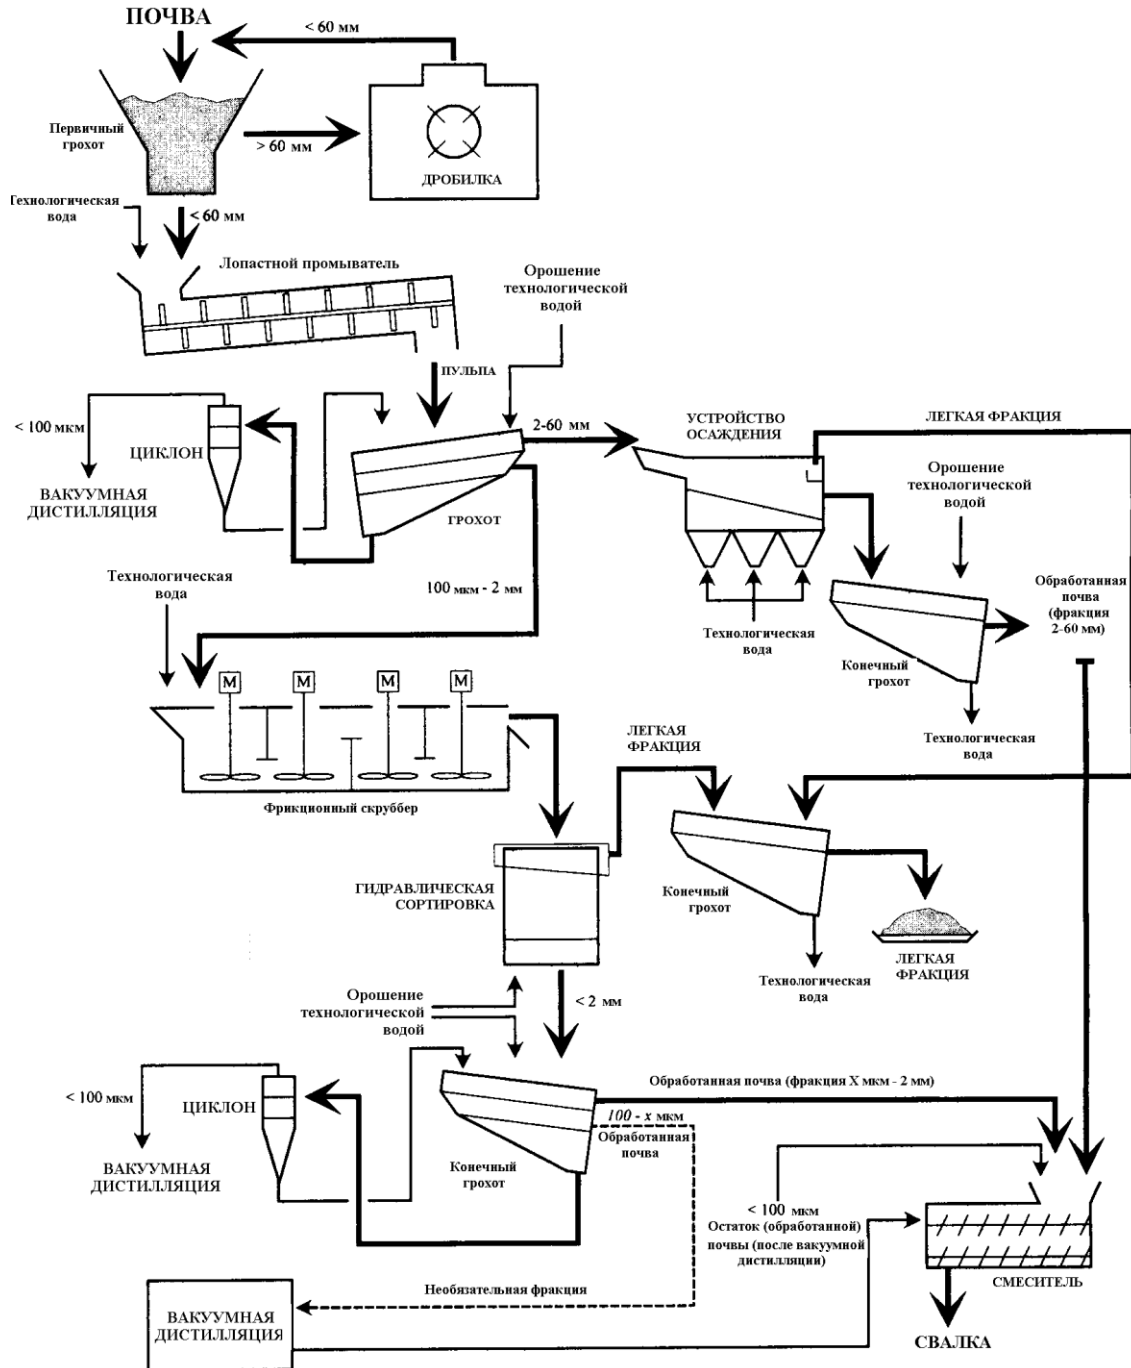 ПОЧВА
< 60 мм
Первичный
грохот
> 60 мм
ДРОБИЛКА
Технологическая
вода
< 60 мм
Лопастной промыватель
Орошение
технологической
водой
ПУЛЬПА
< 100 мкм
ЦИКЛОН
ВАКУУМНАЯ
ДИСТИЛЛЯЦИЯ
2-60 мм
ГРОХОТ
УСТРОЙСТВО
ОСАЖДЕНИЯ
ЛЕГКАЯ ФРАКЦИЯ
Орошение
технологической
водой
Технологическая
вода
100 мкм - 2 мм
Технологическая
вода
Обработанная
почва
(фракция
2-60 мм)
Конечный
грохот
Технологическая
вода
М
М
М
М
Фрикционный скруббер
ЛЕГКАЯ
ФРАКЦИЯ
ГИДРАВЛИЧЕСКАЯ
СОРТИРОВКА
Конечный
грохот
ЛЕГКАЯ
ФРАКЦИЯ
Технологическая
вода
Орошение
технологической
водой
< 2 мм
< 100 мкм
ЦИКЛОН
ВАКУУМНАЯ
ДИСТИЛЛЯЦИЯ
Конечный
грохот
Обработанная почва (фракция X мкм - 2 мм)
100 - x мкм
Обработанная
почва
< 100 мкм
Остаток (обработанной)
почвы (после вакуумной
дистилляции)
СМЕСИТЕЛЬ
Необязательная фракция
ВАКУУМНАЯ
ДИСТИЛЛЯЦИЯ
СВАЛКА